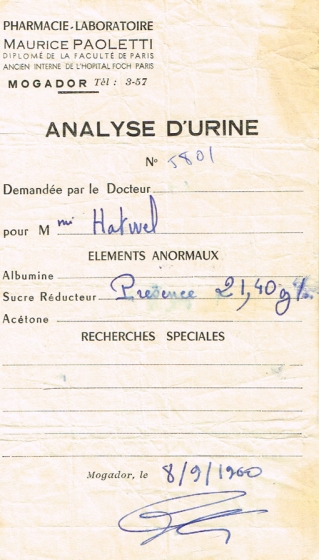 PHARMACIE-LABORATOIRE
MAURICE PAOLETTI
DIPLOMÉ DE LA FACULTÉ DE PARIS
ANCIEN INTERNE DE L'HOPITAL FOCH PARIS
MOGADOR Tél : 3-57
ANALYSE D'URINE
N° 5801
Demandée par le Docteur
pour M me Hatwel
ELEMENTS ANORMAUX
Albumine
Sucre Réducteur Presence 21,40 g ‰
Acétone
RECHERCHES SPECIALES
Mogador, le 8/9/1960